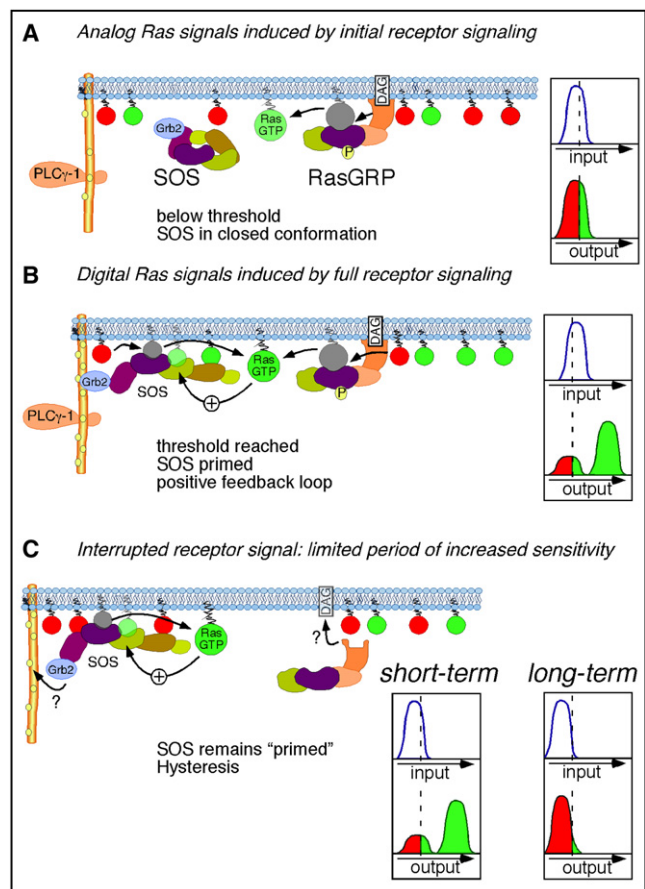 A Analog Ras signals induced by initial receptor signaling
DAG
Grb2
Ras
GTP
P
PLCγ-1
SOS
RasGRP
below threshold
SOS in closed conformation
input
output
B Digital Ras signals induced by full receptor signaling
DAG
Grb2
SOS
Ras
GTP
P
+
PLCγ-1
threshold reached
SOS primed
positive feedback loop
input
output
C Interrupted receptor signal: limited period of increased sensitivity
DAG
Ras
GTP
SOS
Grb2
+
?
?
SOS remains "primed"
Hysteresis
short-term long-term
input input
output output